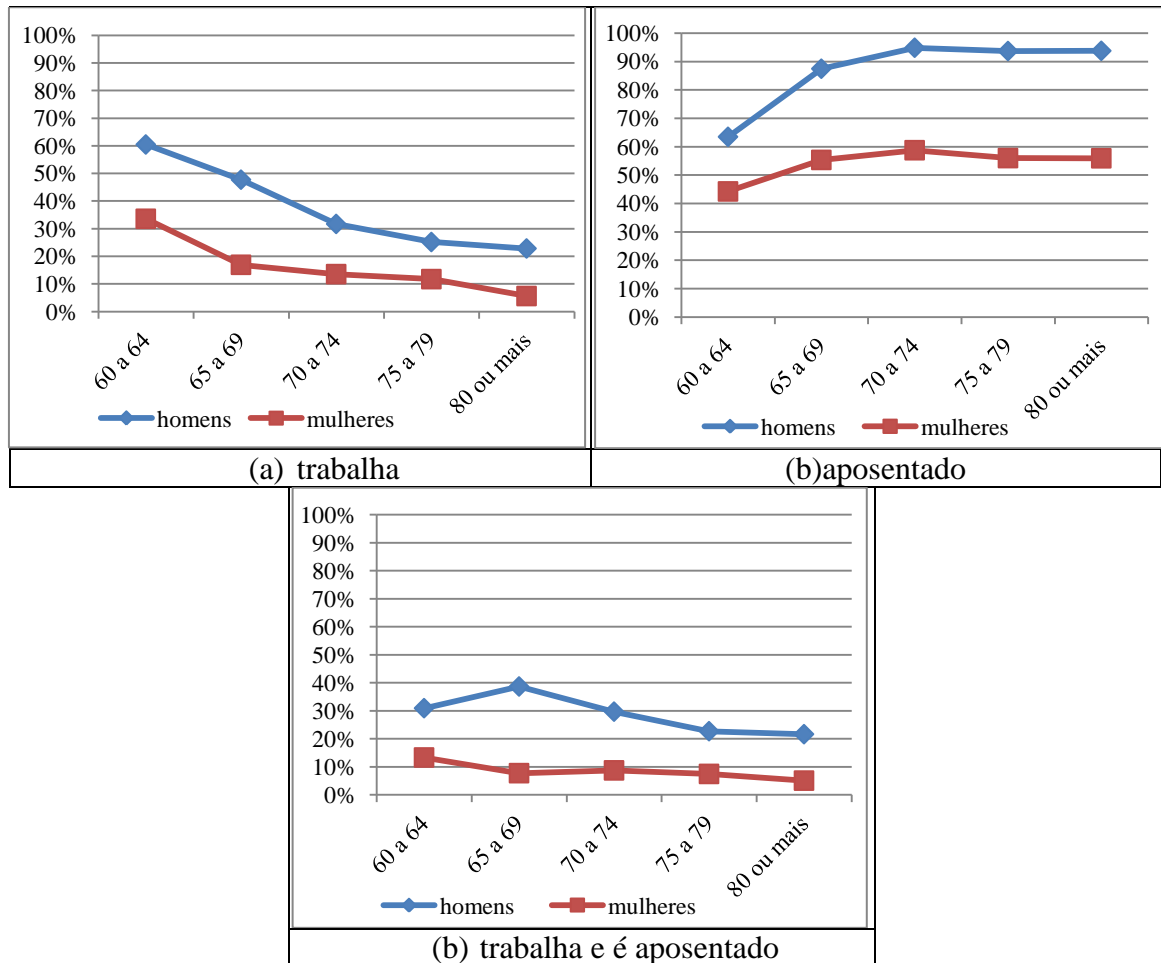 100%
90%
80%
70%
60%
50%
40%
30%
20%
10%
0%
60 a 64
65 a 69
70 a 74
75 a 79
80 ou mais
homens
mulheres
(a) trabalha
100%
90%
80%
70%
60%
50%
40%
30%
20%
10%
0%
60 a 64
65 a 69
70 a 74
75 a 79
80 ou mais
homens
mulheres
(b)aposentado
100%
90%
80%
70%
60%
50%
40%
30%
20%
10%
0%
60 a 64
65 a 69
70 a 74
75 a 79
80 ou mais
homens
mulheres
(b) trabalha e é aposentado